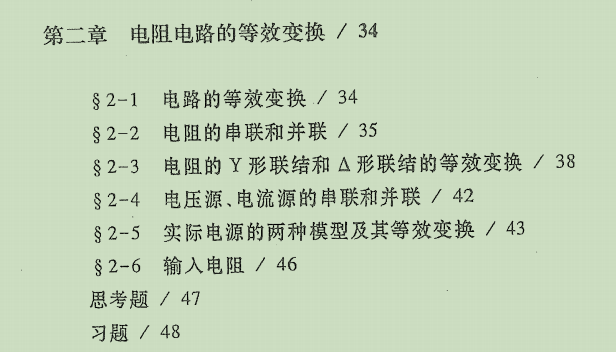 第二章 电阻电路的等效变换 / 34
§2-1 电路的等效变换 / 34
§2-2 电阻的串联和并联 / 35
§2-3 电阻的 Y 形联结和 Δ 形联结的等效变换 / 38
§2-4 电压源、电流源的串联和并联 / 42
§2-5 实际电源的两种模型及其等效变换 / 43
§2-6 输入电阻 / 46
思考题 / 47
习题 / 48